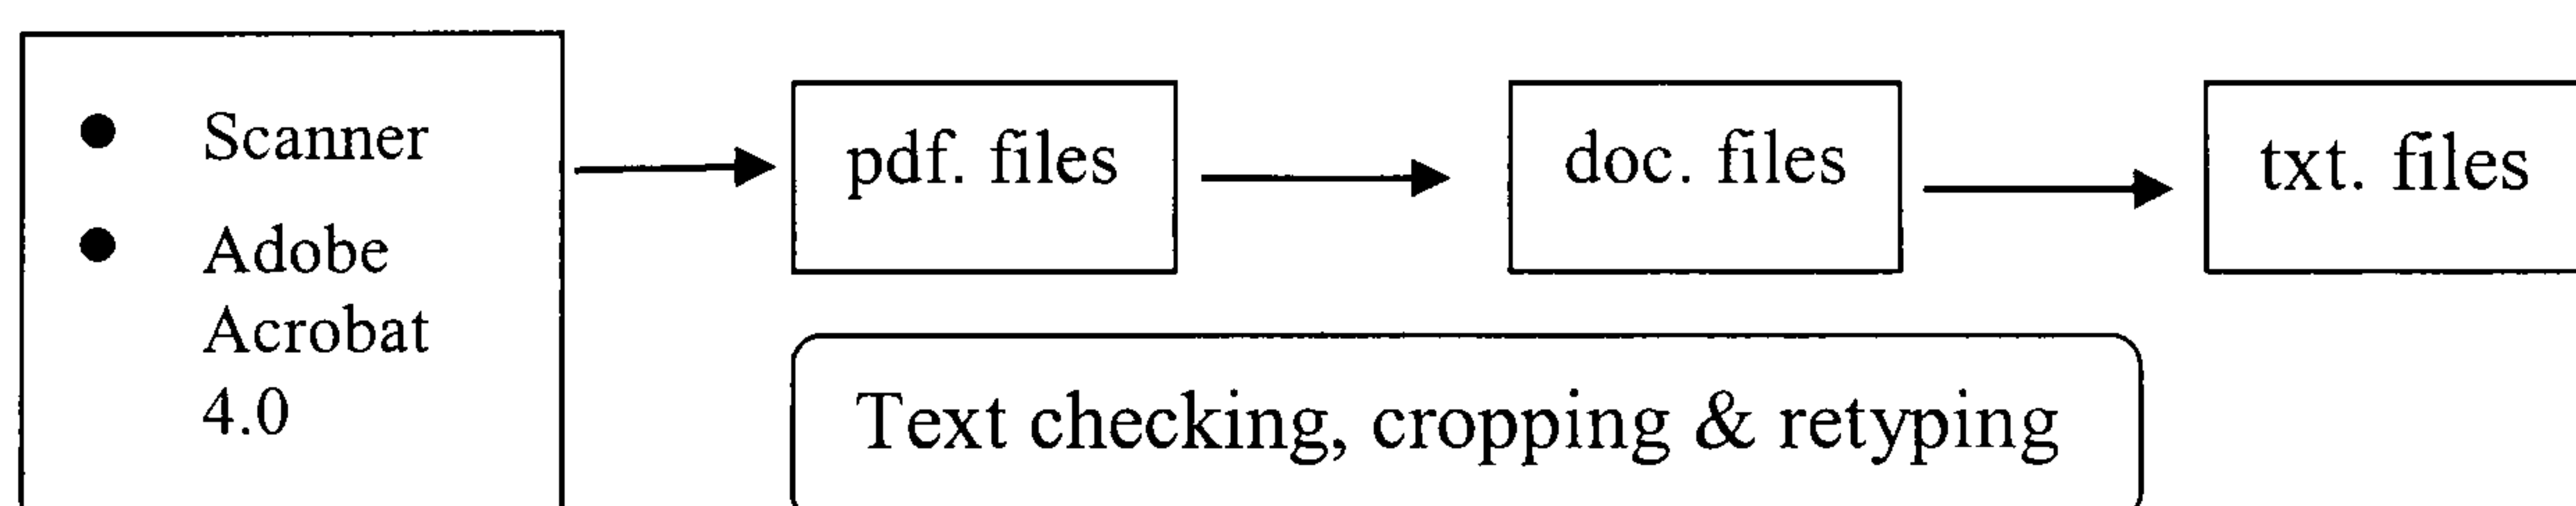 ● Scanner
● Adobe
Acrobat
4.0
pdf. files
doc. files
txt. files
Text checking, cropping & retyping